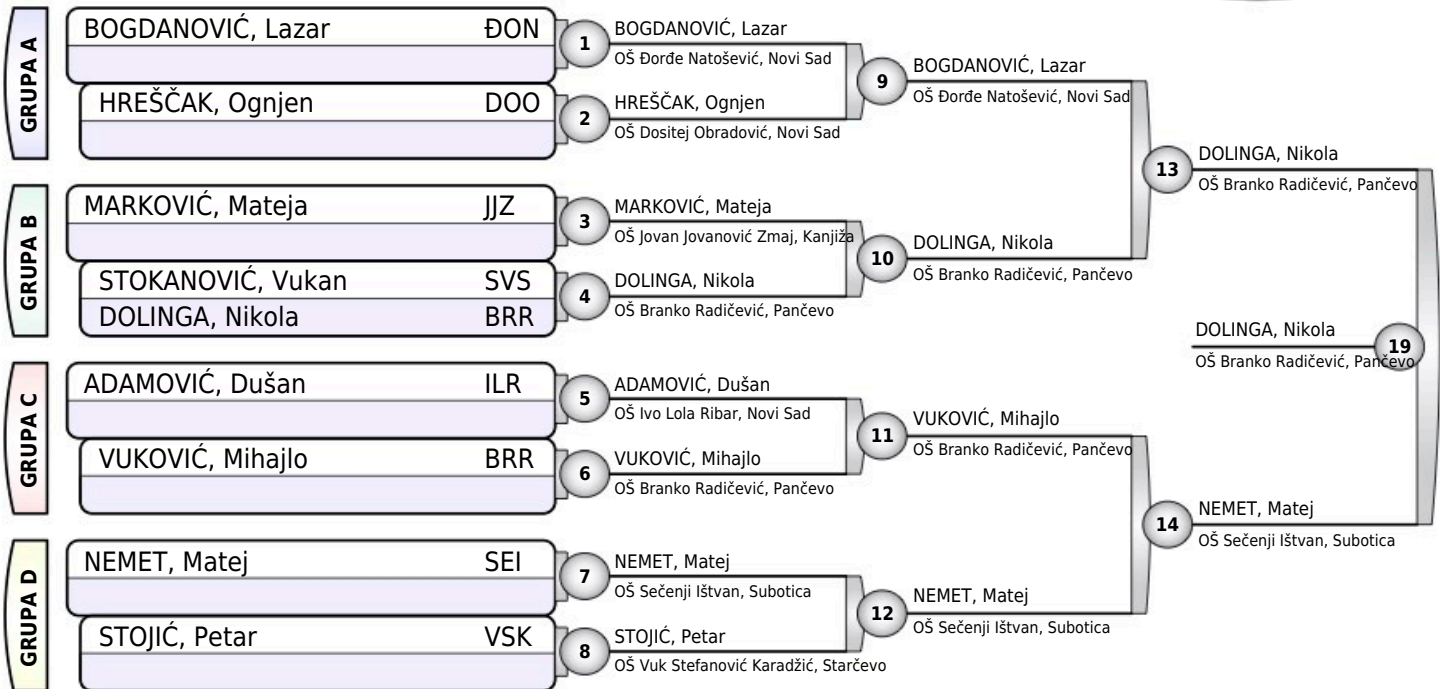 GRUPA A
BOGDANOVIĆ, Lazar ĐON
HREŠČAK, Ognjen DOO
GRUPA B
MARKOVIĆ, Mateja JJZ
STOKANOVIĆ, Vukan SVS
DOLINGA, Nikola BRR
GRUPA C
ADAMOVIĆ, Dušan ILR
VUKOVIĆ, Mihajlo BRR
GRUPA D
NEMET, Matej SEI
STOJIĆ, Petar VSK
1
BOGDANOVIĆ, Lazar
OŠ Đorđe Natošević, Novi Sad
2
HREŠČAK, Ognjen
OŠ Dositej Obradović, Novi Sad
3
MARKOVIĆ, Mateja
OŠ Jovan Jovanović Zmaj, Kanjiža
4
DOLINGA, Nikola
OŠ Branko Radičević, Pančevo
5
ADAMOVIĆ, Dušan
OŠ Ivo Lola Ribar, Novi Sad
6
VUKOVIĆ, Mihajlo
OŠ Branko Radičević, Pančevo
7
NEMET, Matej
OŠ Sečenji Ištvan, Subotica
8
STOJIĆ, Petar
OŠ Vuk Stefanović Karadžić, Starčevo
9
BOGDANOVIĆ, Lazar
OŠ Đorđe Natošević, Novi Sad
10
DOLINGA, Nikola
OŠ Branko Radičević, Pančevo
11
VUKOVIĆ, Mihajlo
OŠ Branko Radičević, Pančevo
12
NEMET, Matej
OŠ Sečenji Ištvan, Subotica
13
DOLINGA, Nikola
OŠ Branko Radičević, Pančevo
14
NEMET, Matej
OŠ Sečenji Ištvan, Subotica
DOLINGA, Nikola
19
OŠ Branko Radičević, Pančevo